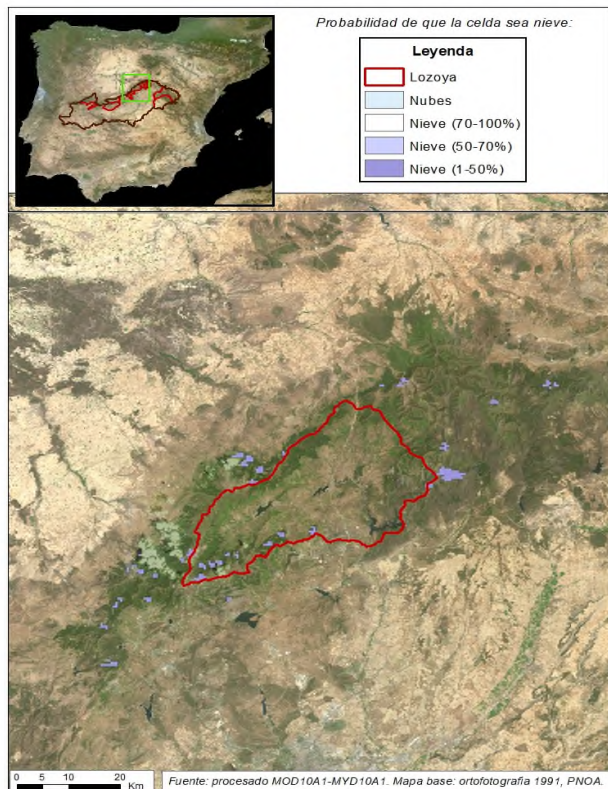 Probabilidad de que la celda sea nieve:
Leyenda
Lozoya
Nubes
Nieve (70-100%)
Nieve (50-70%)
Nieve (1-50%)
0 5 10 20
Km
Fuente: procesado MOD10A1-MYD10A1. Mapa base: ortofotografia 1991, PNOA.